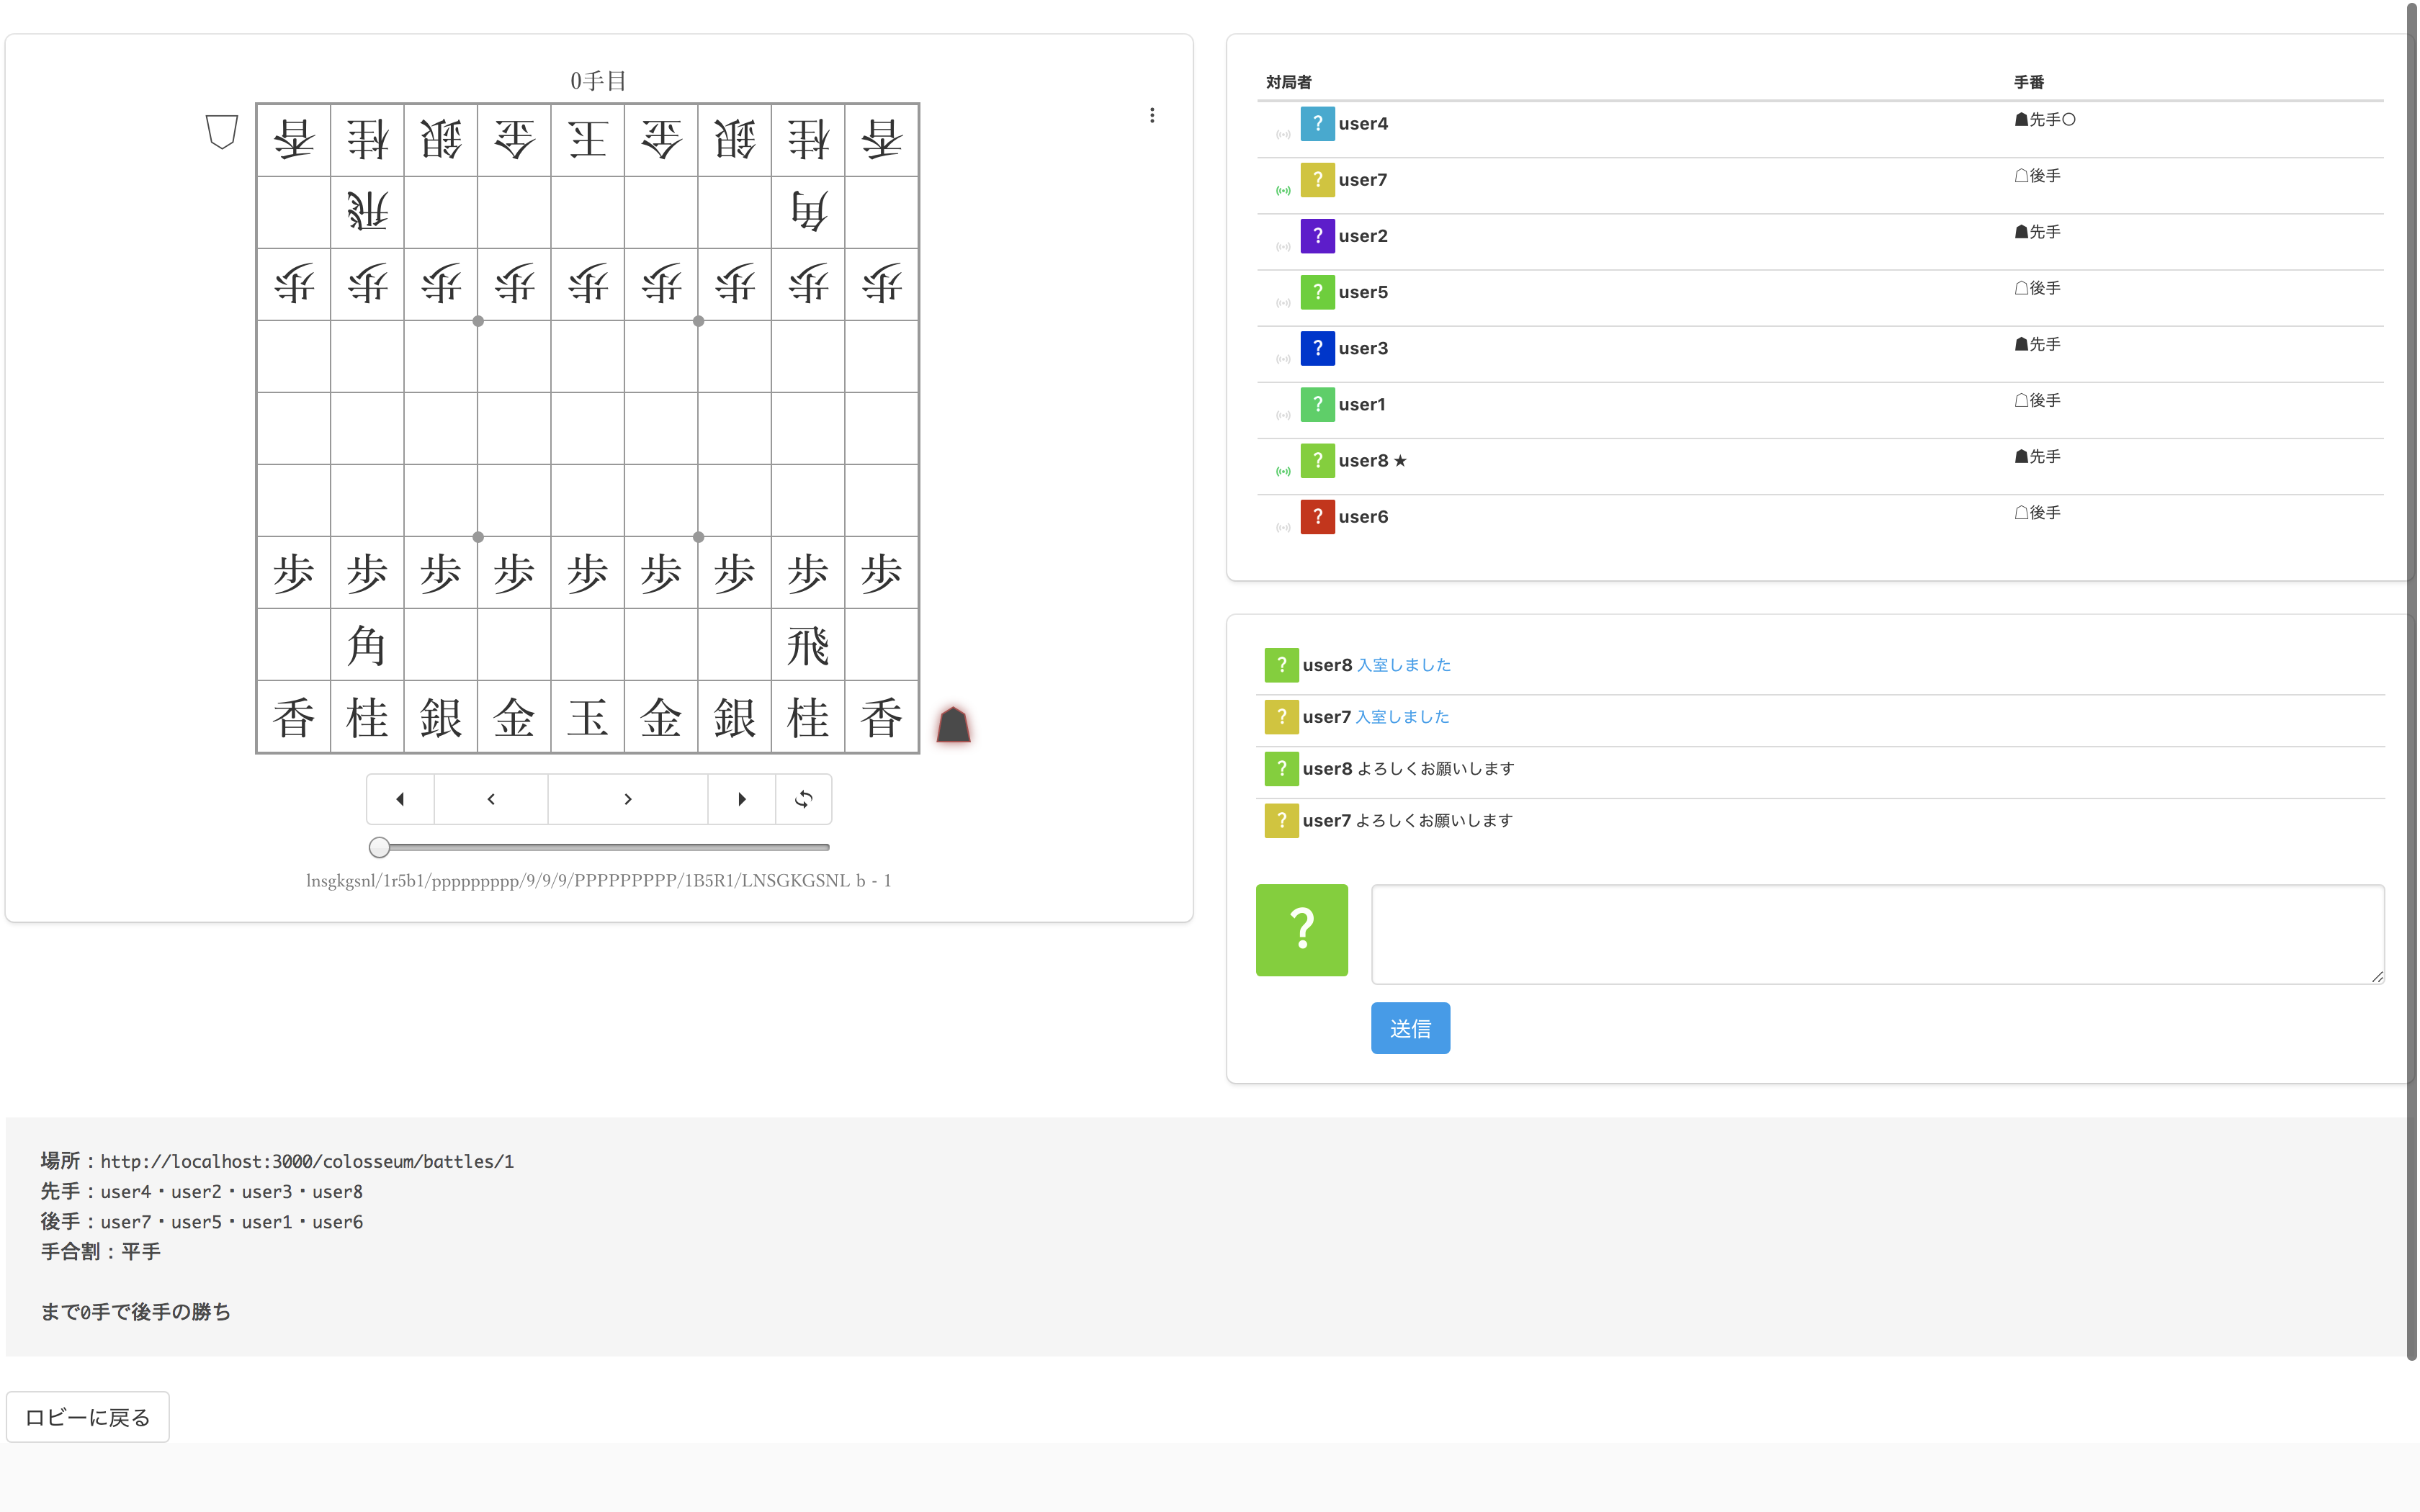 0手目
香桂銀金王金銀桂香
飛角
歩歩歩歩歩歩歩歩歩
歩歩歩歩歩歩歩歩歩
角飛
香桂銀金玉金銀桂香
lnsgkgsnl/1r5b1/ppppppppp/9/9/9/PPPPPPPPP/1B5R1/LNSGKGSNL b - 1
対局者 手番
? user4 ☗先手○
? user7 ☖後手
? user2 ☗先手
? user5 ☖後手
? user3 ☗先手
? user1 ☖後手
? user8 ★ ☗先手
? user6 ☖後手
? user8 入室しました
? user7 入室しました
? user8 よろしくお願いします
? user7 よろしくお願いします
?
送信
場所：http://localhost:3000/colosseum/battles/1
先手：user4・user2・user3・user8
後手：user7・user5・user1・user6
手合割：平手
まで0手で後手の勝ち
ロビーに戻る